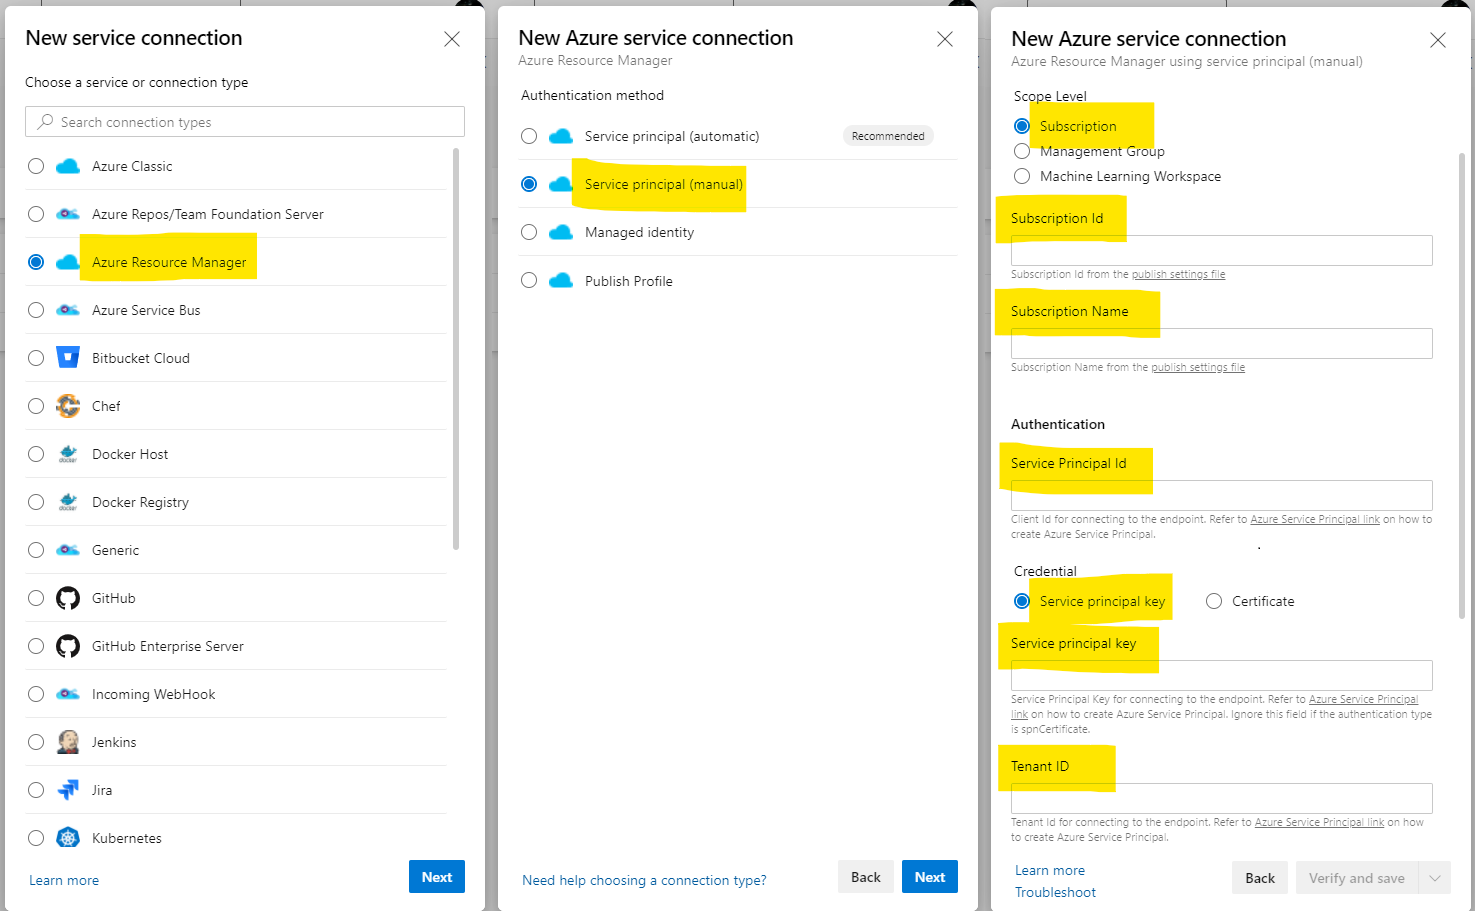 New service connection
Choose a service or connection type
Search connection types
Azure Classic
Azure Repos/Team Foundation Server
Azure Resource Manager
Azure Service Bus
Bitbucket Cloud
Chef
docker
Docker Host
docker
Docker Registry
Generic
GitHub
GitHub Enterprise Server
Incoming WebHook
Jenkins
Jira
Kubernetes
Learn more
Next
New Azure service connection
Azure Resource Manager
Authentication method
Service principal (automatic)
Recommended
Service principal (manual)
Managed identity
Publish Profile
Need help choosing a connection type?
Back
Next
New Azure service connection
Azure Resource Manager using service principal (manual)
Scope Level
Subscription
Management Group
Machine Learning Workspace
Subscription Id
Subscription Id from the publish settings file
Subscription Name
Subscription Name from the publish settings file
Authentication
Service Principal Id
Client Id for connecting to the endpoint. Refer to Azure Service Principal link on how to
create Azure Service Principal.
Credential
Service principal key
Certificate
Service principal key
Service Principal Key for connecting to the endpoint. Refer to Azure Service Principal
link on how to create Azure Service Principal. Ignore this field if the authentication type
is spnCertificate.
Tenant ID
Tenant Id for connecting to the endpoint. Refer to Azure Service Principal link on how
to create Azure Service Principal.
Learn more
Troubleshoot
Back
Verify and save